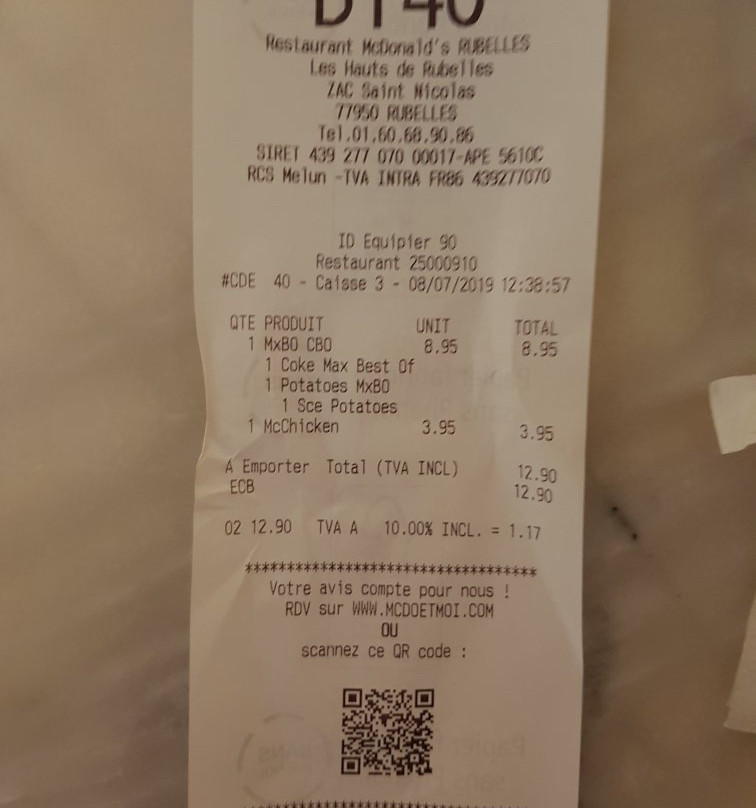 Restaurant McDonald's RUBELLES
Les Hauts de Rubelles
ZAC Saint Nicolas
77950 RUBELLES
Tel.01.60.68.90.86
SIRET 439 277 070 00017-APE 5610C
RCS Melun -TVA INTRA FR86 439277070
ID Equipier 90
Restaurant 25000910
#CDE 40 - Caisse 3 - 08/07/2019 12:38:57
QTE PRODUIT UNIT TOTAL
1 MxBO CBO 8.95 8.95
1 Coke Max Best Of
1 Potatoes MxBO
1 Sce Potatoes
1 McChicken 3.95 3.95
A Emporter Total (TVA INCL) 12.90
ECB 12.90
02 12.90 TVA A 10.00% INCL. = 1.17
***********************************
Votre avis compte pour nous !
RDV sur WWW.MCDOETMOI.COM
OU
scannez ce QR code :